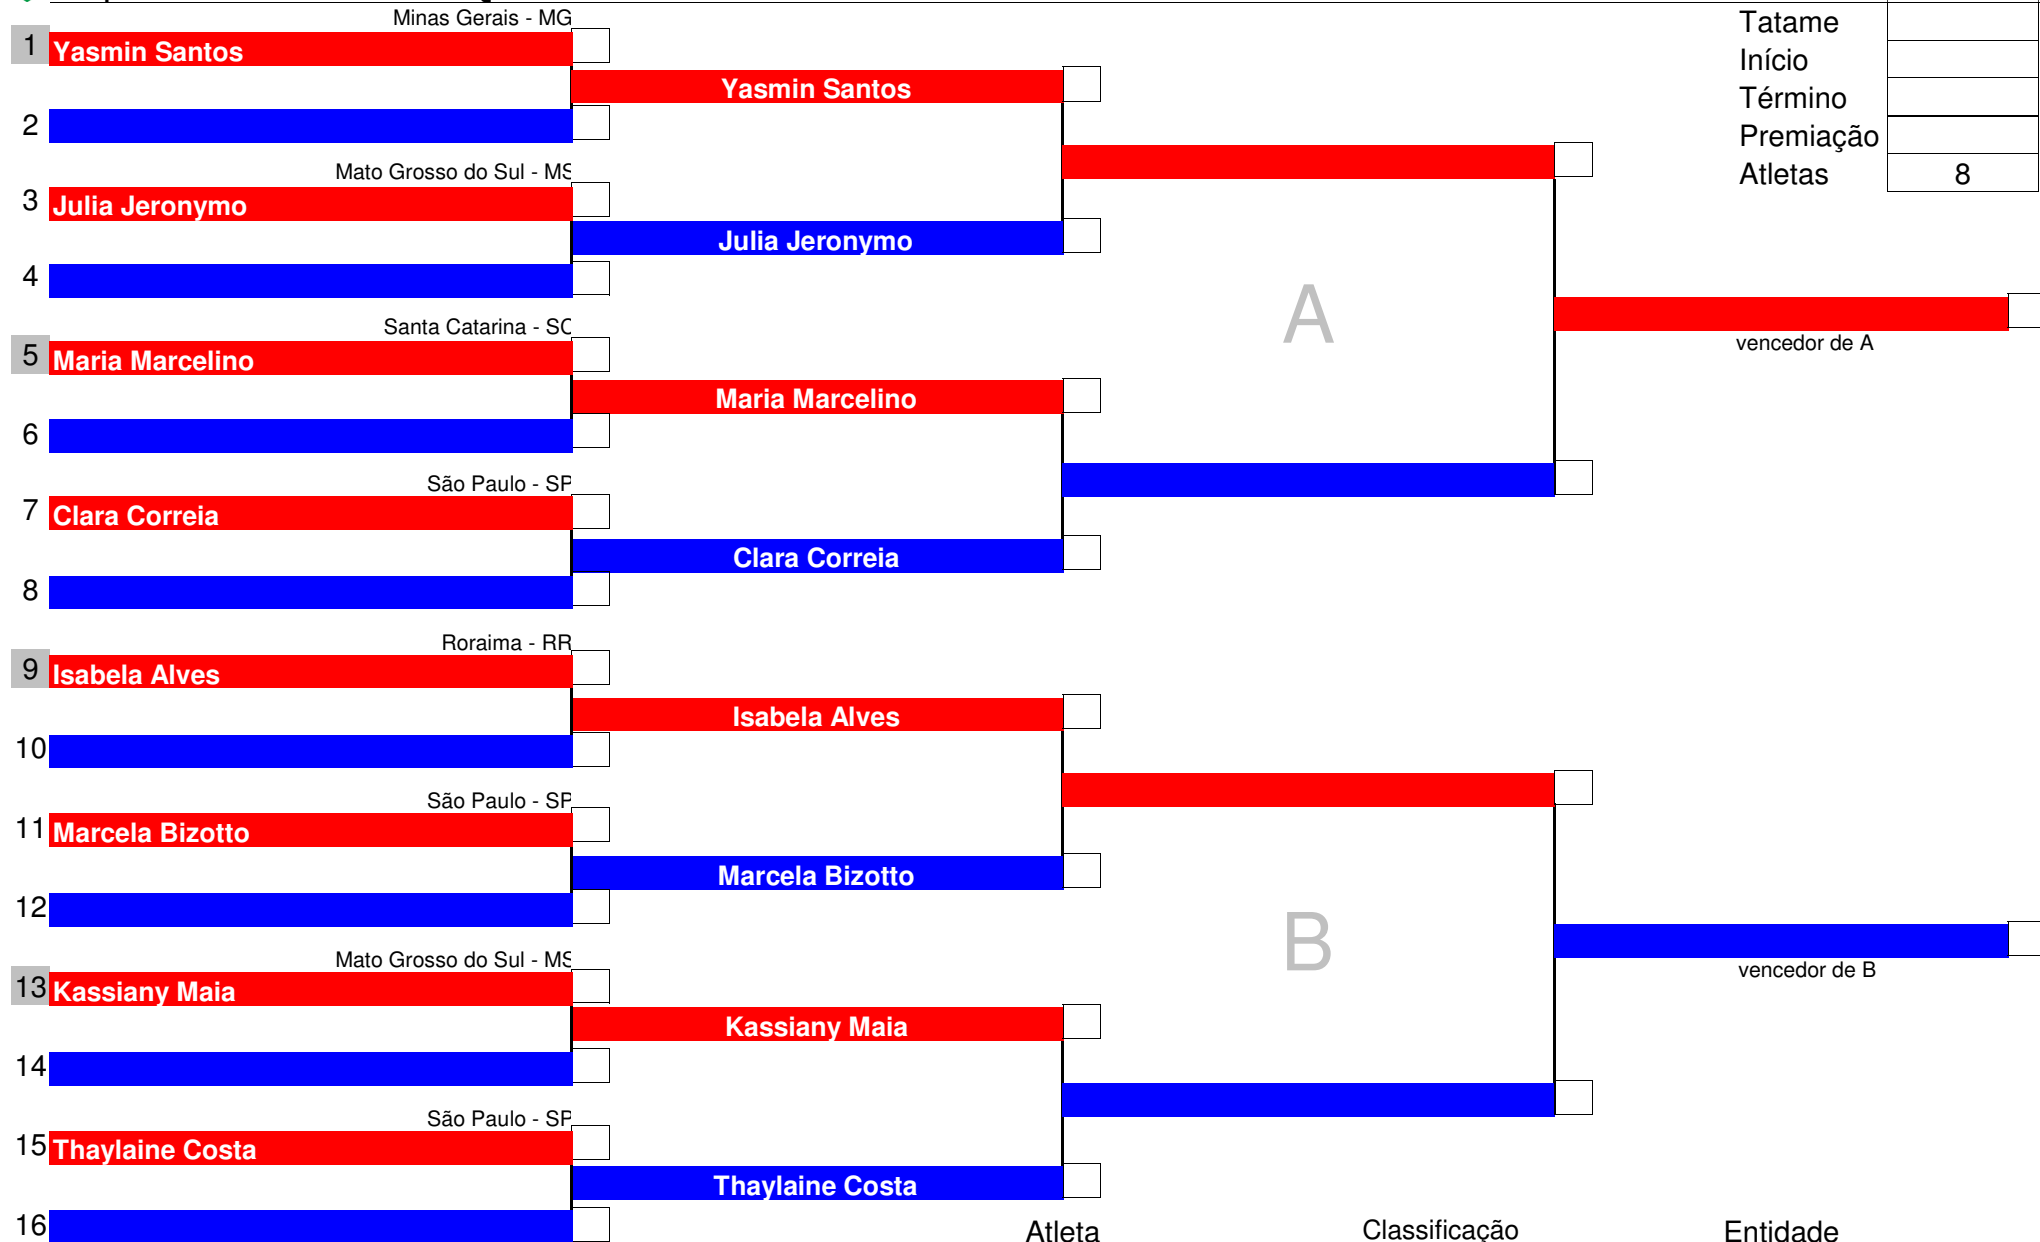 Minas Gerais - MG
Tatame
1 Yasmin Santos
Início
Yasmin Santos
Término
2
Premiação
Mato Grosso do Sul - MS
Atletas 8
3 Julia Jeronymo
Julia Jeronymo
4
A
Santa Catarina - SC
vencedor de A
5 Maria Marcelino
Maria Marcelino
6
São Paulo - SP
7 Clara Correia
Clara Correia
8
Roraima - RR
9 Isabela Alves
Isabela Alves
10
São Paulo - SP
11 Marcela Bizotto
Marcela Bizotto
12
B
Mato Grosso do Sul - MS
vencedor de B
13 Kassiany Maia
Kassiany Maia
14
São Paulo - SP
15 Thaylaine Costa
Thaylaine Costa
16
Atleta Classificação Entidade